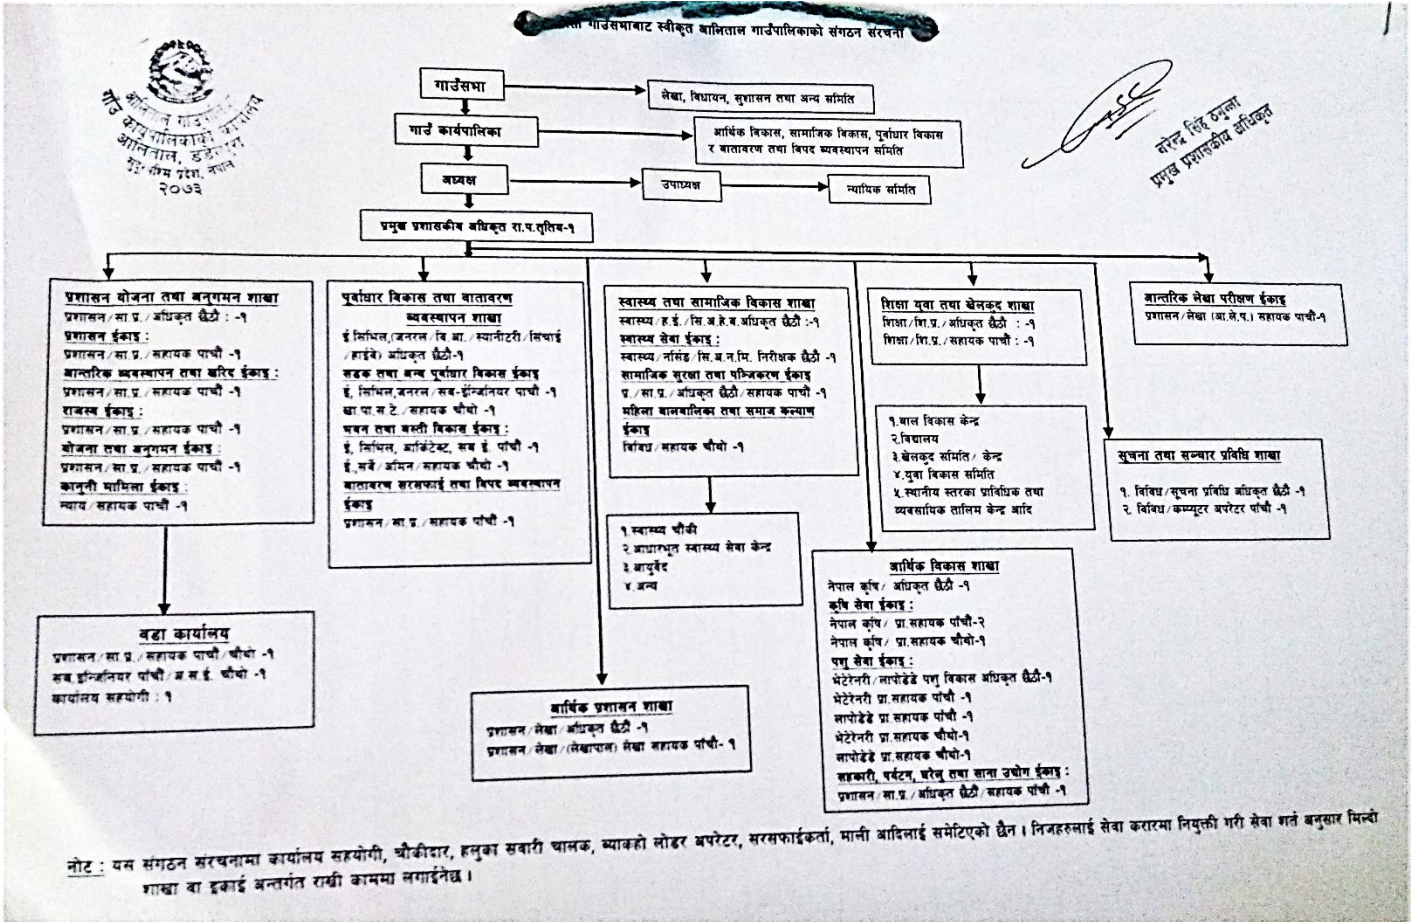 गाउँसभाबाट स्वीकृत आलिताल गाउँपालिकाको संगठन संरचना
आलिताल गाउँपालिका
गाउँ कार्यपालिकाको कार्यालय
आलिताल, डडेल्धुरा
सुदूरपश्चिम प्रदेश, नेपाल
२०७३
प्रमुख प्रशासकीय अधिकृत
गाउँसभा
लेखा, विधायन, सुशासन तथा अन्य समिति
गाउँ कार्यपालिका
आर्थिक विकास, सामाजिक विकास, पूर्वाधार विकास
र वातावरण तथा विपद व्यवस्थापन समिति
अध्यक्ष
उपाध्यक्ष
न्यायिक समिति
प्रमुख प्रशासकीय अधिकृत रा.प.तृतिय-१
प्रशासन योजना तथा अनुगमन शाखा
प्रशासन/सा.प्र./अधिकृत छैठौ : -१
प्रशासन ईकाइ :
प्रशासन/सा.प्र./सहायक पाचौ -१
आन्तरिक व्यवस्थापन तथा खरिद ईकाइ :
प्रशासन/सा.प्र./सहायक पाचौ -१
राजस्व ईकाइ :
प्रशासन/सा.प्र./सहायक पाचौ -१
योजना तथा अनुगमन ईकाइ :
प्रशासन/सा.प्र./सहायक पाचौ -१
कानुनी मामिला ईकाइ :
न्याय/सहायक पाचौ -१
वडा कार्यालय
प्रशासन/सा.प्र./सहायक पाचौ/चौथो -१
सब.इन्जिनियर पाँचौ/अ.स.ई. चौथो -१
कार्यालय सहयोगी : १
पूर्वाधार विकास तथा वातावरण
व्यवस्थापन शाखा
ई.सिभिल,(जनरल/वि.आ./स्यानीटरी/सिंचाई
/हाईवे) अधिकृत छैठौ-१
सडक तथा अन्य पूर्वाधार विकास ईकाई
ई, सिभिल,जनरल/सब-ईन्जिनियर पाचौं -१
खा.पा.स.टे./सहायक चौथो -१
भवन तथा वस्ती विकास ईकाइ :
ई, सिभिल, आर्किटेक्ट, सब ई. पाँचौ -१
ई.,सर्वे/अमिन/सहायक चौथो -१
वातावरण सरसफाई तथा विपद व्यवस्थापन
ईकाइ
प्रशासन/सा.प्र./सहायक पाँचौ -१
आर्थिक प्रशासन शाखा
प्रशासन/लेखा/अधिकृत छैठौ -१
प्रशासन/लेखा/(लेखापाल) लेखा सहायक पाँचौ- १
स्वास्थ्य तथा सामाजिक विकास शाखा
स्वास्थ्य/ह.ई./सि.अ.हे.ब.अधिकृत छैठौ :-१
स्वास्थ्य सेवा ईकाइ :
स्वास्थ्य/नर्सिङ/सि.अ.न.मि. निरीक्षक छैठौ -१
सामाजिक सुरक्षा तथा पञ्जिकरण ईकाई
प्र./सा.प्र./अधिकृत छैठौ/सहायक पाचौं -१
महिला बालबालिका तथा समाज कल्याण
ईकाइ
विविध/सहायक चौथो -१
१.स्वास्थ्य चौकी
२.आधारभूत स्वास्थ्य सेवा केन्द्र
३.आयुर्वेद
४.अन्य
शिक्षा युवा तथा खेलकुद शाखा
शिक्षा/शि.प्र./अधिकृत छैठौ : -१
शिक्षा/शि.प्र./सहायक पाचौं : -१
१.बाल विकास केन्द्र
२.विद्यालय
३.खेलकुद समिति/ केन्द्र
४.युवा विकास समिति
५.स्थानीय स्तरका प्राविधिक तथा
व्यवसायिक तालिम केन्द्र आदि
आर्थिक विकास शाखा
नेपाल कृषि/ अधिकृत छैठौ -१
कृषि सेवा ईकाइ :
नेपाल कृषि/ प्रा.सहायक पाँचौ-२
नेपाल कृषि/ प्रा.सहायक चौथो-१
पशु सेवा ईकाइ :
भेटेरेनरी/लापोडेडे पशु विकास अधिकृत छैठौ-१
भेटेरेनरी प्रा.सहायक पाँचौ -१
लापोडेडे प्रा.सहायक पाँचौ -१
भेटेरेनरी प्रा.सहायक चौथो-१
लापोडेडे प्रा.सहायक चौथो-१
सहकारी, पर्यटन, घरेलु तथा साना उद्योग ईकाइ :
प्रशासन/सा.प्र./अधिकृत छैठौ/सहायक पाँचौ -१
आन्तरिक लेखा परीक्षण ईकाइ
प्रशासन/लेखा (आ.ले.प.) सहायक पाचौं-१
सूचना तथा सञ्चार प्रविधि शाखा
१. विविध/सूचना प्रविधि अधिकृत छैठौ -१
२. विविध/कम्प्यूटर अपरेटर पाँचौ -१
नोट : यस संगठन संरचनामा कार्यालय सहयोगी, चौकीदार, हलुका सवारी चालक, ब्याकहो लोडर अपरेटर, सरसफाईकर्ता, माली आदिलाई समेटिएको छैन । निजहरुलाई सेवा करारमा नियुक्ती गरी सेवा शर्त अनुसार मिल्दो
शाखा वा इकाई अन्तर्गत राखी काममा लगाईनेछ ।